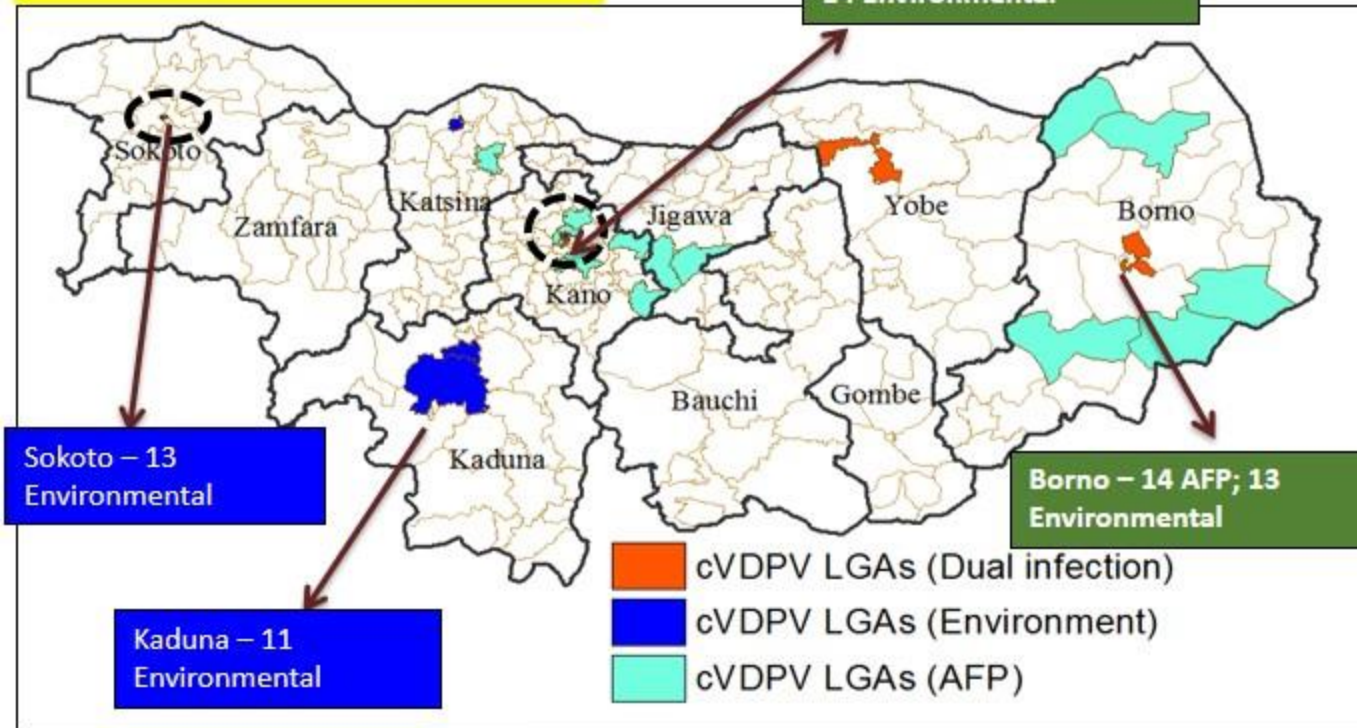 Environmental
Sokoto
Zamfara
Katsina
Jigawa
Kano
Yobe
Borno
Bauchi
Gombe
Kaduna
Sokoto – 13
Environmental
Borno – 14 AFP; 13
Environmental
Kaduna – 11
Environmental
cVDPV LGAs (Dual infection)
cVDPV LGAs (Environment)
cVDPV LGAs (AFP)